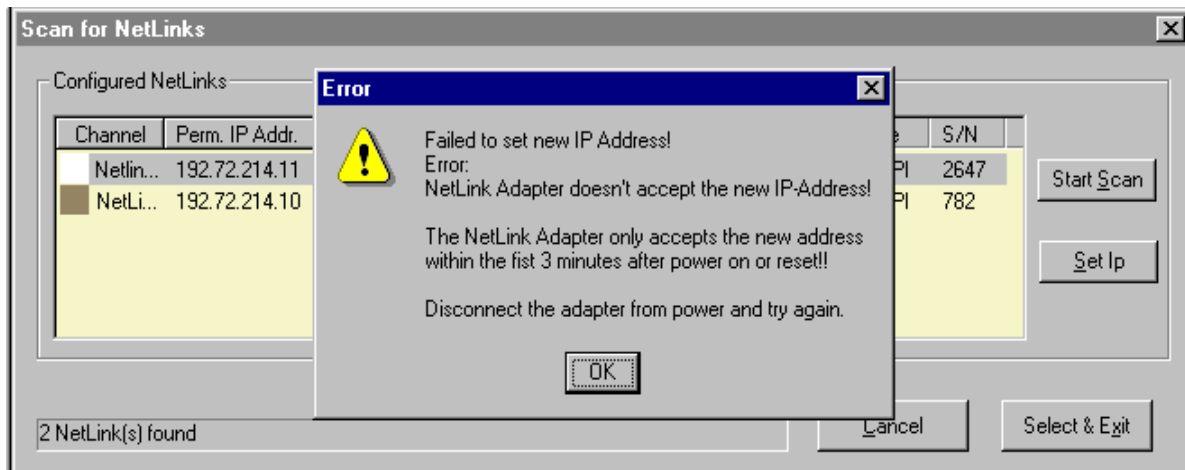 Scan for NetLinks
Configured NetLinks
Error
Channel Perm. IP Addr. S/N
Netlin... 192.72.214.11 PI 2647
NetLi... 192.72.214.10 PI 782
Failed to set new IP Address!
Error:
NetLink Adapter doesn't accept the new IP-Address!
The NetLink Adapter only accepts the new address
within the fist 3 minutes after power on or reset!!
Disconnect the adapter from power and try again.
OK
Start Scan
Set Ip
2 NetLink(s) found
Cancel
Select & Exit